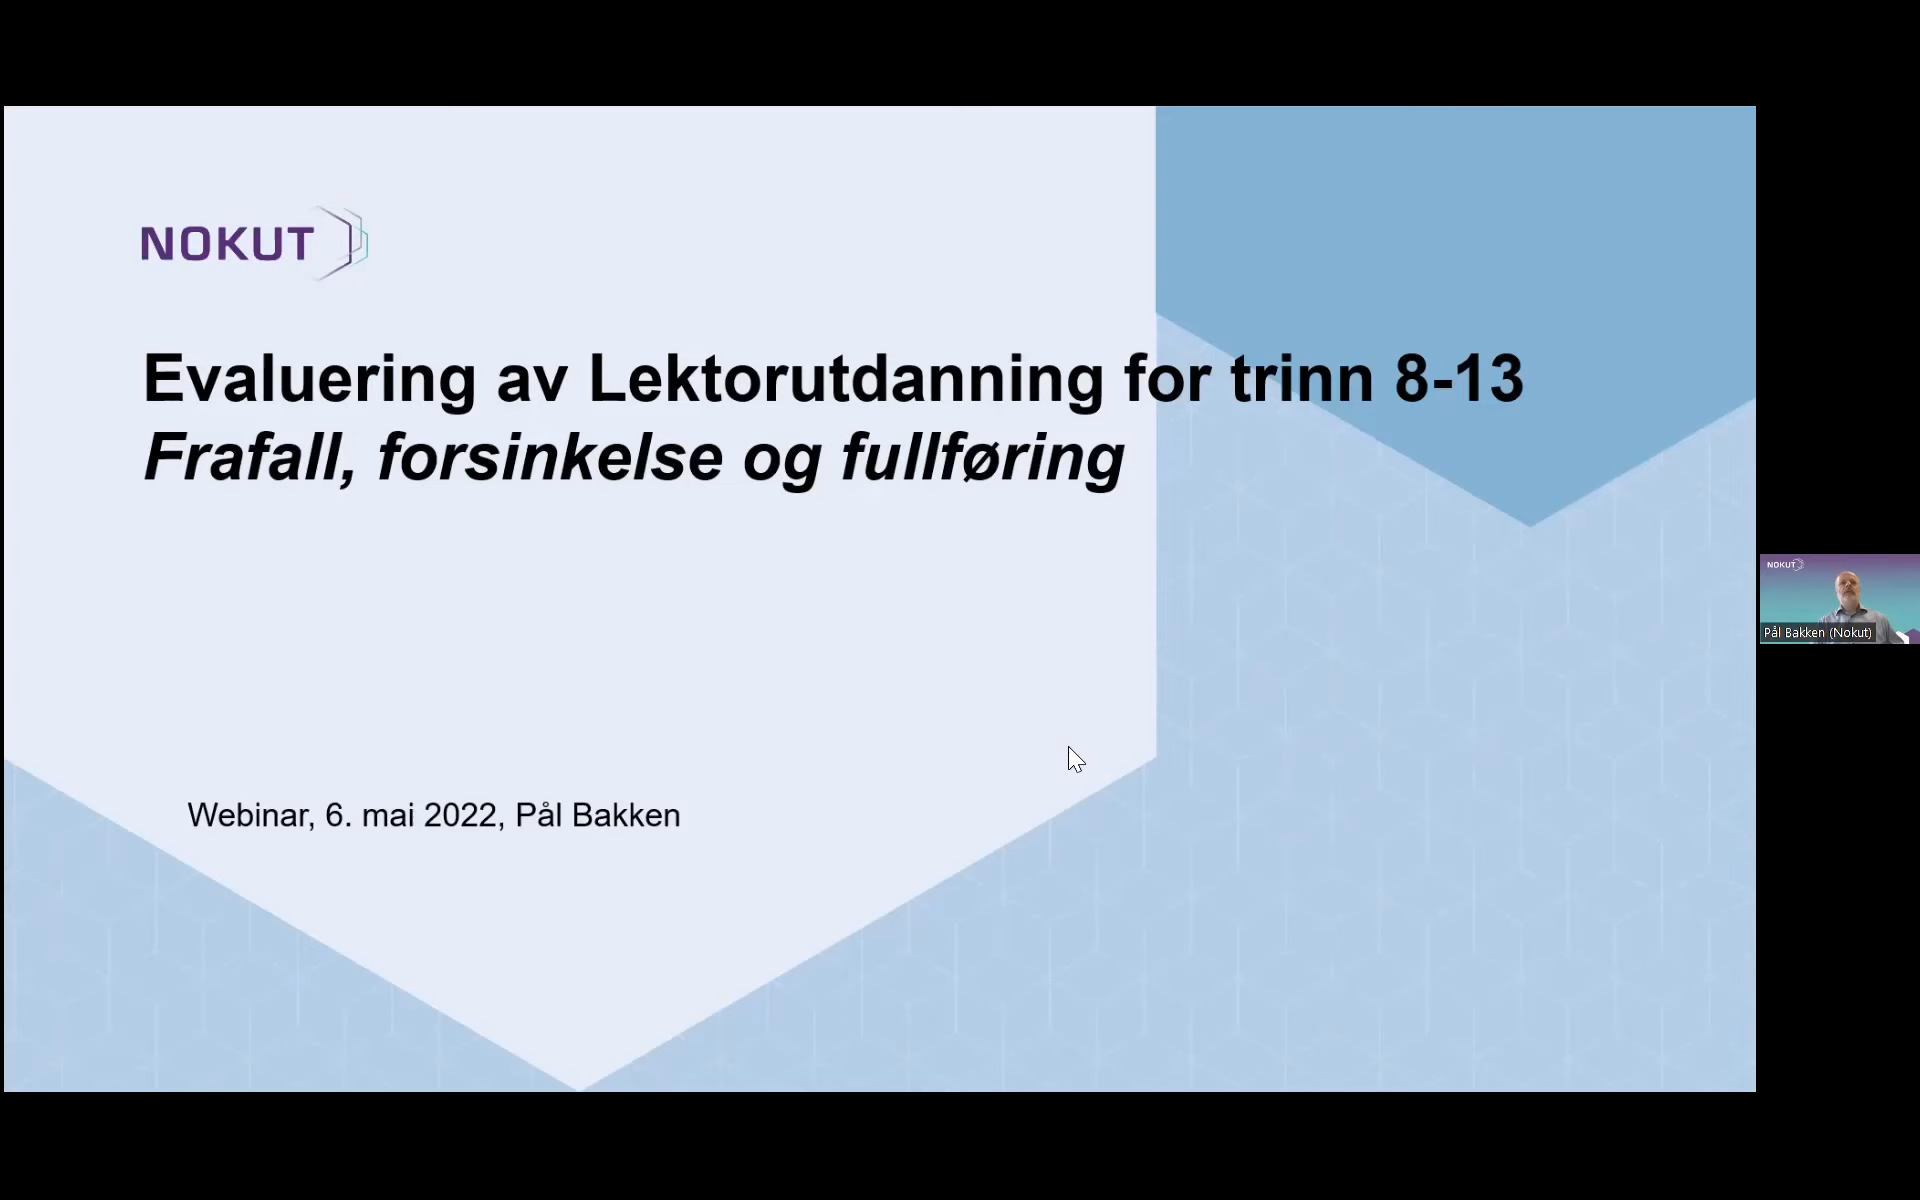 NOKUT
Evaluering av Lektorutdanning for trinn 8-13
Frafall, forsinkelse og fullføring
Webinar, 6. mai 2022, Pål Bakken
NOKUT
Pål Bakken (Nokut)